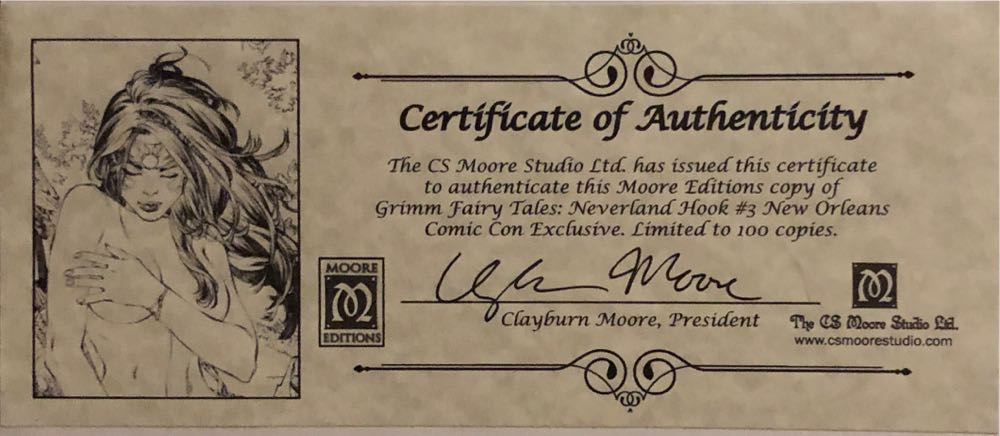 Certificate of Authenticity
The CS Moore Studio Ltd. has issued this certificate
to authenticate this Moore Editions copy of
Grimm Fairy Tales: Neverland Hook #3 New Orleans
Comic Con Exclusive. Limited to 100 copies.
MOORE
M
EDITIONS
Clay Moore
Clayburn Moore, President
M
The CS Moore Studio Ltd.
www.csmoorestudio.com